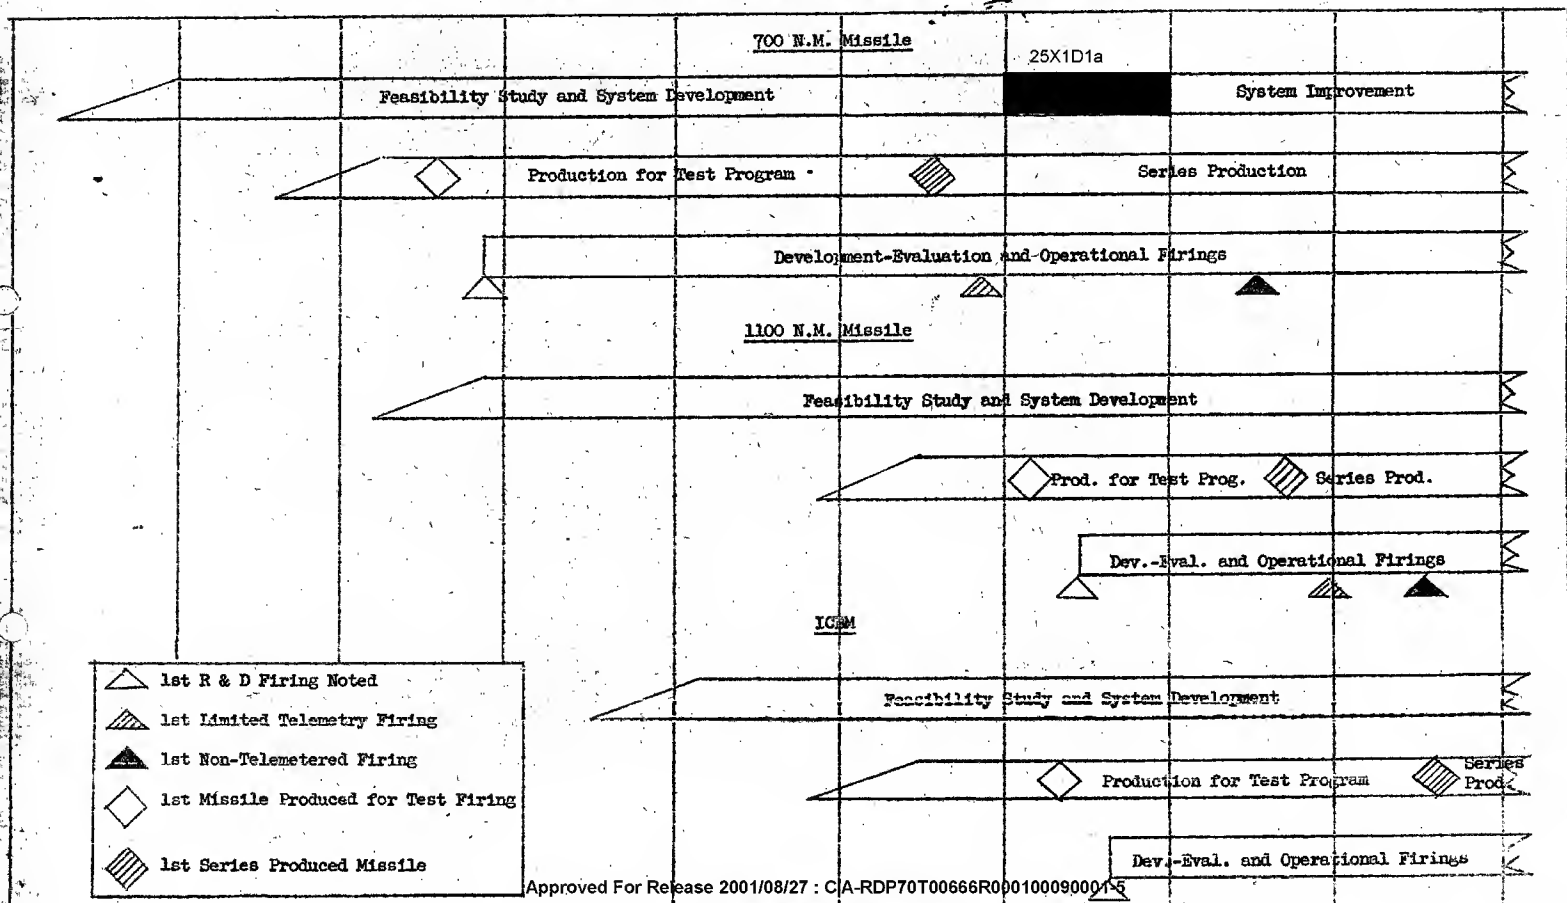 700 N.M. Missile
25X1D1a
Feasibility Study and System Development
System Improvement
Production for Test Program
Series Production
Development-Evaluation and Operational Firings
1100 N.M. Missile
Feasibility Study and System Development
Prod. for Test Prog.
Series Prod.
Dev.-Eval. and Operational Firings
ICBM
1st R & D Firing Noted
Feasibility Study and System Development
1st Limited Telemetry Firing
1st Non-Telemetered Firing
Production for Test Program
Series
Prod.
1st Missile Produced for Test Firing
1st Series Produced Missile
Dev.-Eval. and Operational Firings
Approved For Release 2001/08/27 : CIA-RDP70T00666R000100090001-5